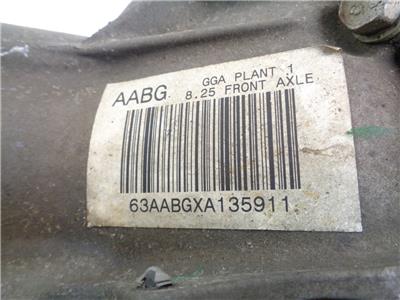 GGA PLANT 1
AABG 8.25 FRONT AXLE
63AABGXA135911